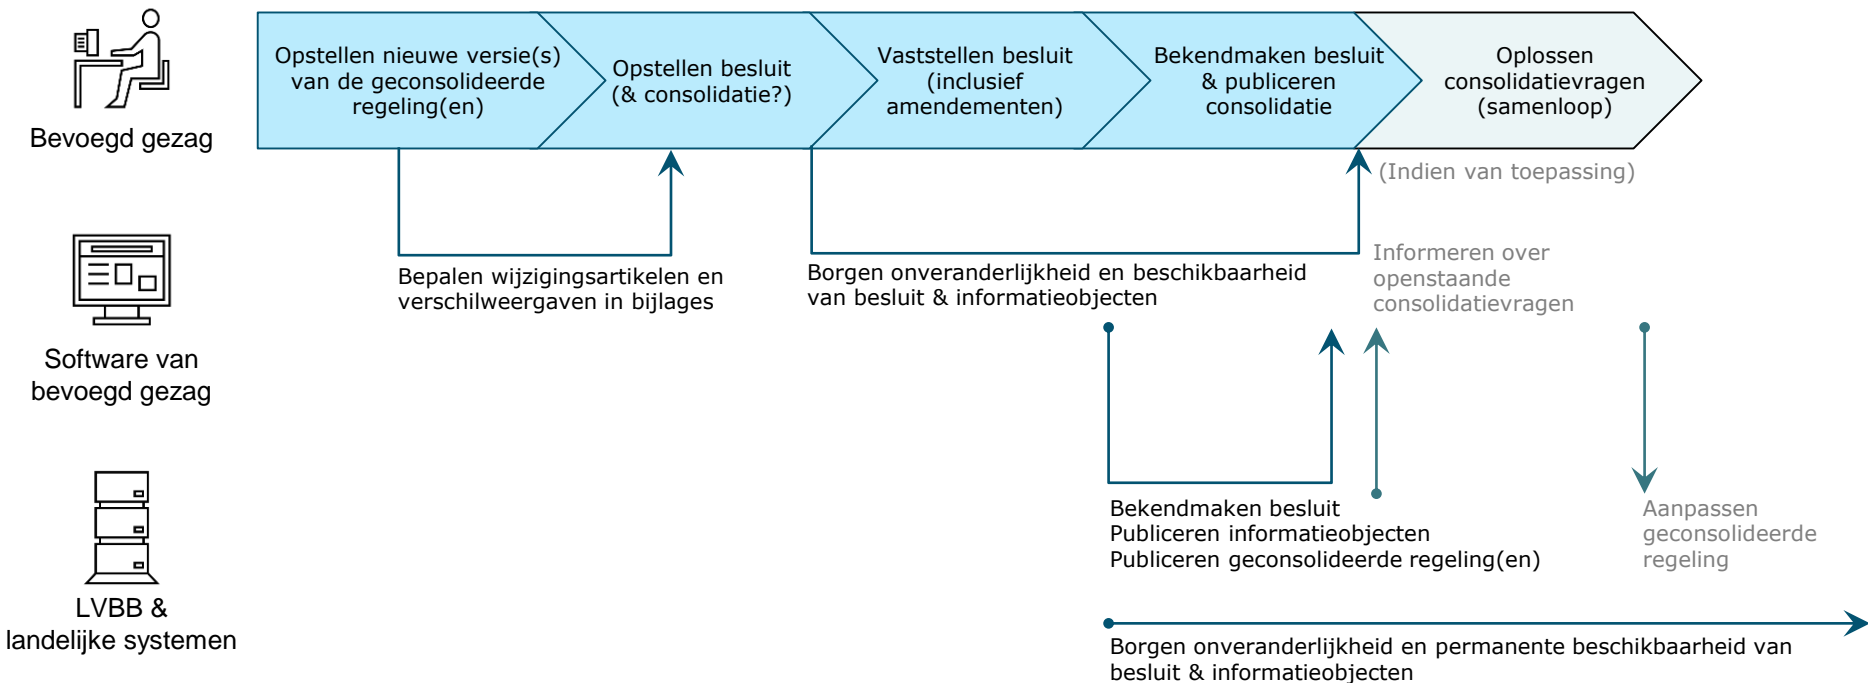 Opstellen nieuwe versie(s)
van de geconsolideerde
regeling(en)
Opstellen besluit
(& consolidatie?)
Vaststellen besluit
(inclusief
amendementen)
Bekendmaken besluit
& publiceren
consolidatie
Oplossen
consolidatievragen
(samenloop)
Bevoegd gezag
(Indien van toepassing)
Bepalen wijzigingsartikelen en
verschilweergaven in bijlages
Borgen onveranderlijkheid en beschikbaarheid
van besluit & informatieobjecten
Informeren over
openstaande
consolidatievragen
Software van
bevoegd gezag
Bekendmaken besluit
Publiceren informatieobjecten
Publiceren geconsolideerde regeling(en)
Aanpassen
geconsolideerde
regeling
LVBB &
landelijke systemen
Borgen onveranderlijkheid en permanente beschikbaarheid van
besluit & informatieobjecten